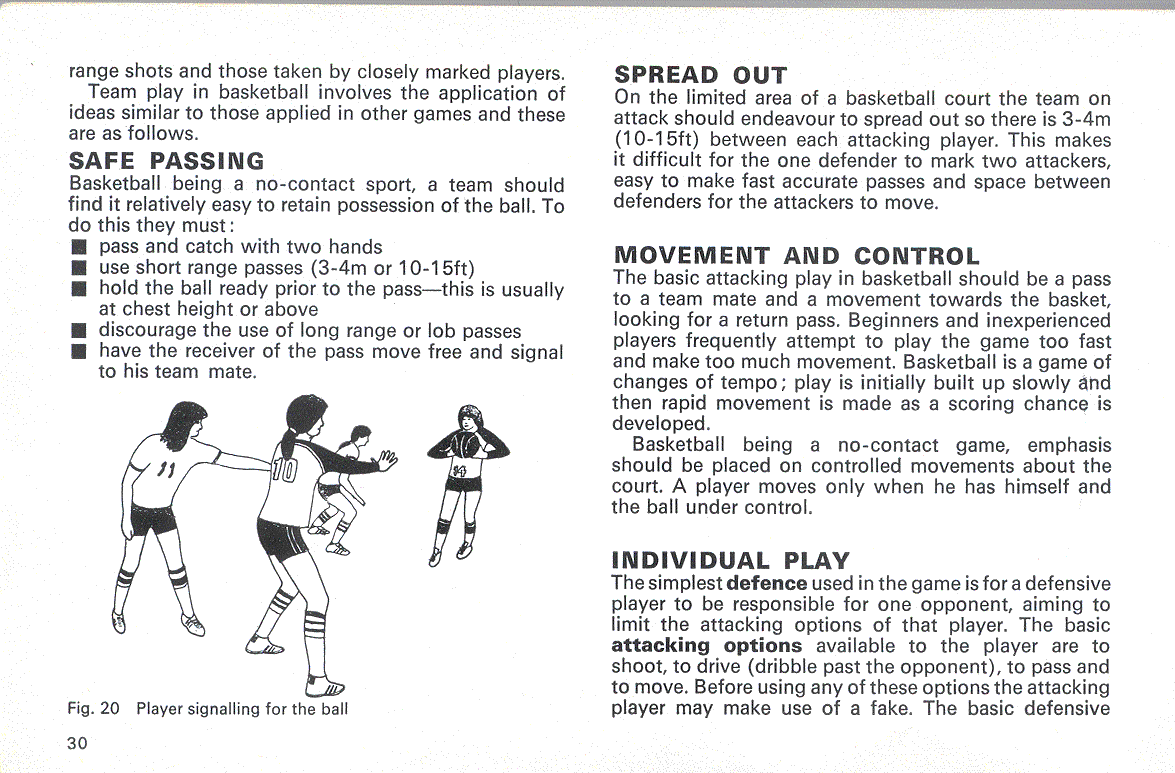 range shots and those taken by closely marked players.
Team play in basketball involves the application of
ideas similar to those applied in other games and these
are as follows.
SAFE PASSING
Basketball being a no-contact sport, a team should
find it relatively easy to retain possession of the ball. To
do this they must:
■ pass and catch with two hands
■ use short range passes (3-4m or 10-15ft)
■ hold the ball ready prior to the pass—this is usually
at chest height or above
■ discourage the use of long range or lob passes
■ have the receiver of the pass move free and signal
to his team mate.
11
10
14
Fig. 20 Player signalling for the ball
30
SPREAD OUT
On the limited area of a basketball court the team on
attack should endeavour to spread out so there is 3-4m
(10-15ft) between each attacking player. This makes
it difficult for the one defender to mark two attackers,
easy to make fast accurate passes and space between
defenders for the attackers to move.
MOVEMENT AND CONTROL
The basic attacking play in basketball should be a pass
to a team mate and a movement towards the basket,
looking for a return pass. Beginners and inexperienced
players frequently attempt to play the game too fast
and make too much movement. Basketball is a game of
changes of tempo; play is initially built up slowly and
then rapid movement is made as a scoring chance is
developed.
Basketball being a no-contact game, emphasis
should be placed on controlled movements about the
court. A player moves only when he has himself and
the ball under control.
INDIVIDUAL PLAY
The simplest defence used in the game is for a defensive
player to be responsible for one opponent, aiming to
limit the attacking options of that player. The basic
attacking options available to the player are to
shoot, to drive (dribble past the opponent), to pass and
to move. Before using any of these options the attacking
player may make use of a fake. The basic defensive